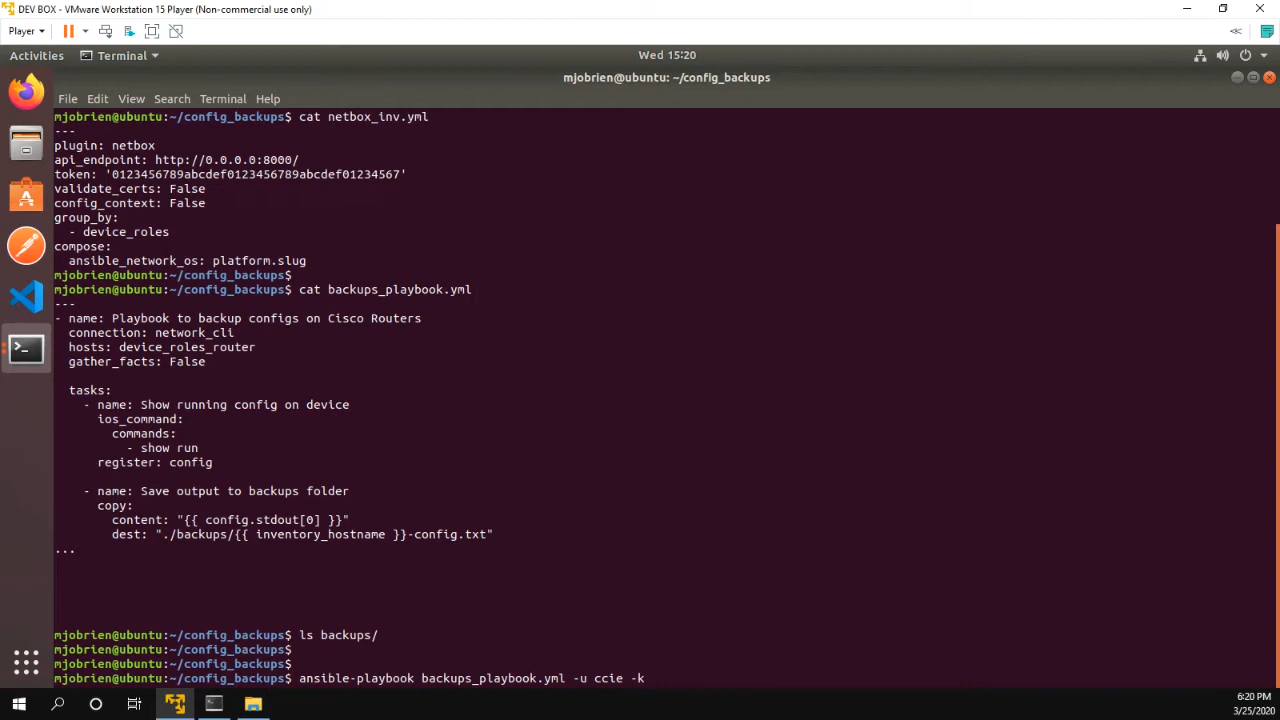 DEV BOX - VMware Workstation 15 Player (Non-commercial use only)
Player
Activities Terminal Wed 15:20
mjobrien@ubuntu: ~/config_backups
File Edit View Search Terminal Help
mjobrien@ubuntu:~/config_backups$ cat netbox_inv.yml
---
plugin: netbox
api_endpoint: http://0.0.0.0:8000/
token: '0123456789abcdef0123456789abcdef01234567'
validate_certs: False
config_context: False
group_by:
  - device_roles
compose:
  ansible_network_os: platform.slug
mjobrien@ubuntu:~/config_backups$
mjobrien@ubuntu:~/config_backups$ cat backups_playbook.yml
---
- name: Playbook to backup configs on Cisco Routers
  connection: network_cli
  hosts: device_roles_router
  gather_facts: False
  tasks:
    - name: Show running config on device
      ios_command:
        commands:
          - show run
      register: config
    - name: Save output to backups folder
      copy:
        content: "{{ config.stdout[0] }}"
        dest: "./backups/{{ inventory_hostname }}-config.txt"
...
mjobrien@ubuntu:~/config_backups$ ls backups/
mjobrien@ubuntu:~/config_backups$
mjobrien@ubuntu:~/config_backups$
mjobrien@ubuntu:~/config_backups$ ansible-playbook backups_playbook.yml -u ccie -k
6:20 PM
3/25/2020